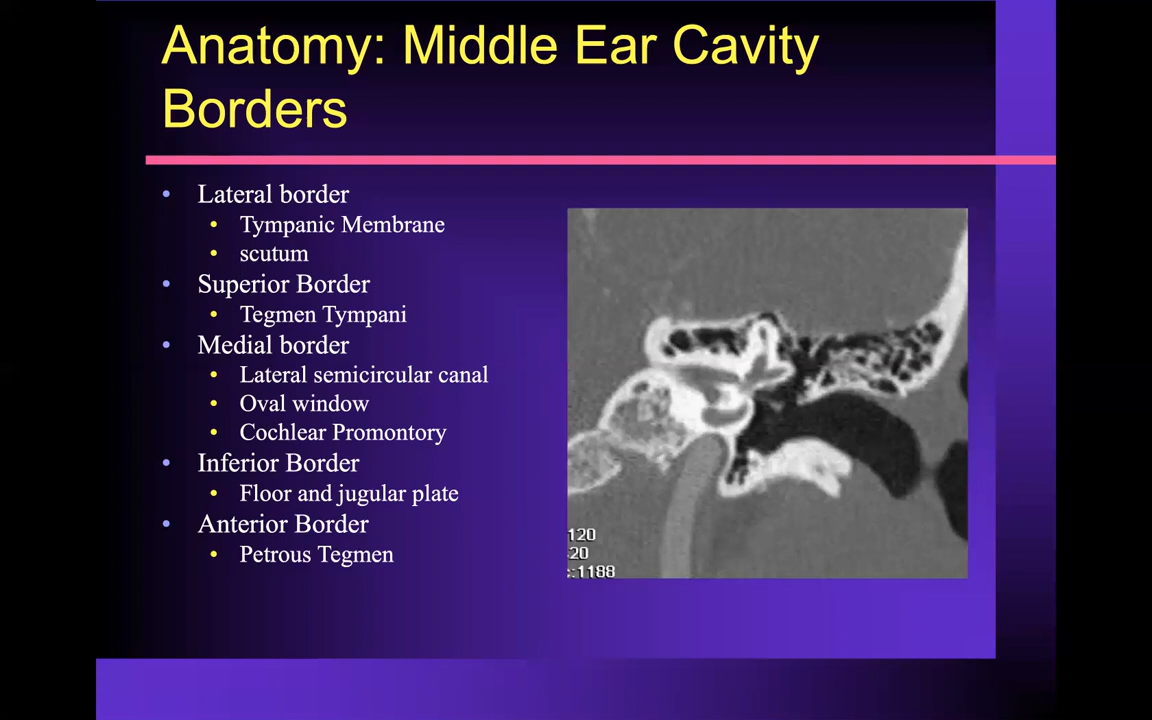 Anatomy: Middle Ear Cavity
Borders
• Lateral border
• Tympanic Membrane
• scutum
• Superior Border
• Tegmen Tympani
• Medial border
• Lateral semicircular canal
• Oval window
• Cochlear Promontory
• Inferior Border
• Floor and jugular plate
• Anterior Border
• Petrous Tegmen
120
20
:1188